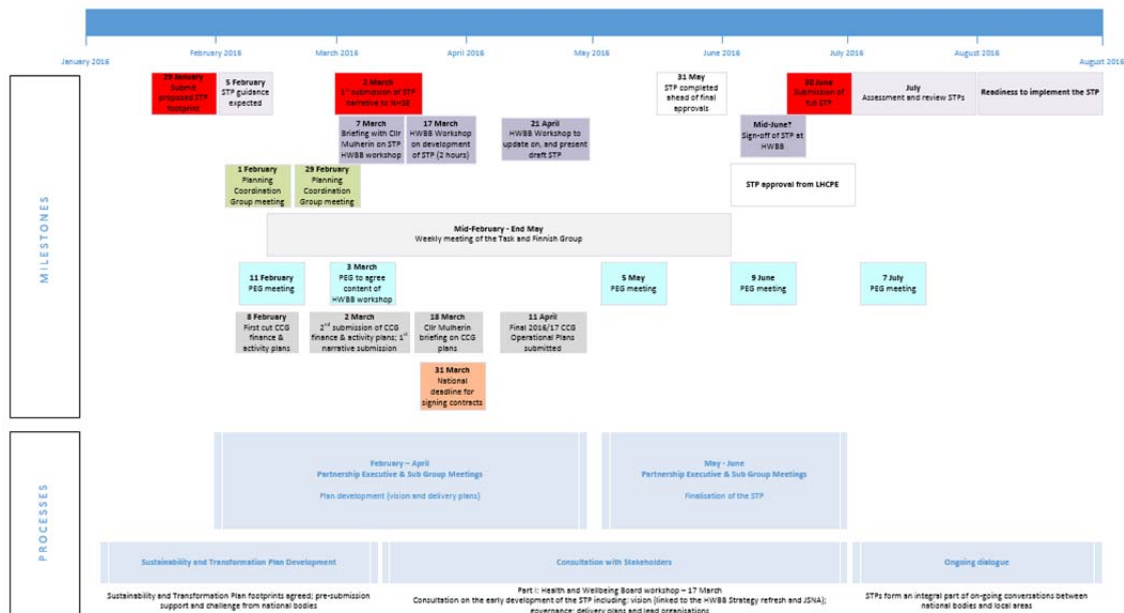 January 2016
February 2016
March 2016
April 2016
May 2016
June 2016
July 2016
August 2016
August 2016
MILESTONES
29 January
Submit
proposed STP
footprint
5 February
STP guidance
expected
2 March
1st submission of STP
narrative to NHSE
31 May
STP completed
ahead of final
approvals
30 June
Submission of
full STP
July
Assessment and review STPs
Readiness to implement the STP
7 March
Briefing with Cllr
Mulherin on STP
HWBB workshop
17 March
HWBB Workshop
on development
of STP (2 hours)
21 April
HWBB Workshop to
update on, and present
draft STP
Mid-June?
Sign-off of STP at
HWBB
1 February
Planning
Coordination
Group meeting
29 February
Planning
Coordination
Group meeting
STP approval from LHCPE
Mid-February - End May
Weekly meeting of the Task and Finnish Group
11 February
PEG meeting
3 March
PEG to agree
content of
HWBB workshop
5 May
PEG meeting
9 June
PEG meeting
7 July
PEG meeting
8 February
First cut CCG
finance &
activity plans
2 March
2nd submission of CCG
finance & activity plans; 1st
narrative submission
18 March
Cllr Mulherin
briefing on CCG
plans
11 April
Final 2016/17 CCG
Operational Plans
submitted
31 March
National
deadline for
signing contracts
PROCESSES
February – April
Partnership Executive & Sub Group Meetings
Plan development (vision and delivery plans)
May - June
Partnership Executive & Sub Group Meetings
Finalisation of the STP
Sustainability and Transformation Plan Development
Consultation with Stakeholders
Ongoing dialogue
Sustainability and Transformation Plan footprints agreed; pre-submission
support and challenge from national bodies
Part I: Health and Wellbeing Board workshop – 17 March
Consultation on the early development of the STP including: vision (linked to the HWBB Strategy refresh and JSNA);
governance; delivery plans and lead organisations
STPs form an integral part of on-going conversations between
national bodies and local areas